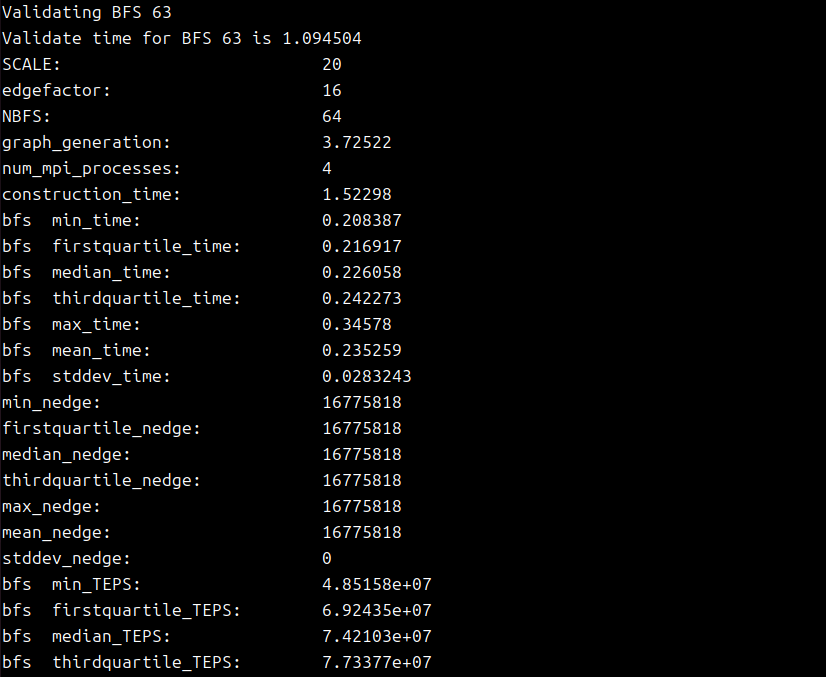 Validating BFS 63
Validate time for BFS 63 is 1.094504
SCALE:                          20
edgefactor:                     16
NBFS:                           64
graph_generation:               3.72522
num_mpi_processes:              4
construction_time:              1.52298
bfs  min_time:                  0.208387
bfs  firstquartile_time:        0.216917
bfs  median_time:               0.226058
bfs  thirdquartile_time:        0.242273
bfs  max_time:                  0.34578
bfs  mean_time:                 0.235259
bfs  stddev_time:               0.0283243
min_nedge:                      16775818
firstquartile_nedge:            16775818
median_nedge:                   16775818
thirdquartile_nedge:            16775818
max_nedge:                      16775818
mean_nedge:                     16775818
stddev_nedge:                   0
bfs  min_TEPS:                  4.85158e+07
bfs  firstquartile_TEPS:        6.92435e+07
bfs  median_TEPS:               7.42103e+07
bfs  thirdquartile_TEPS:        7.73377e+07